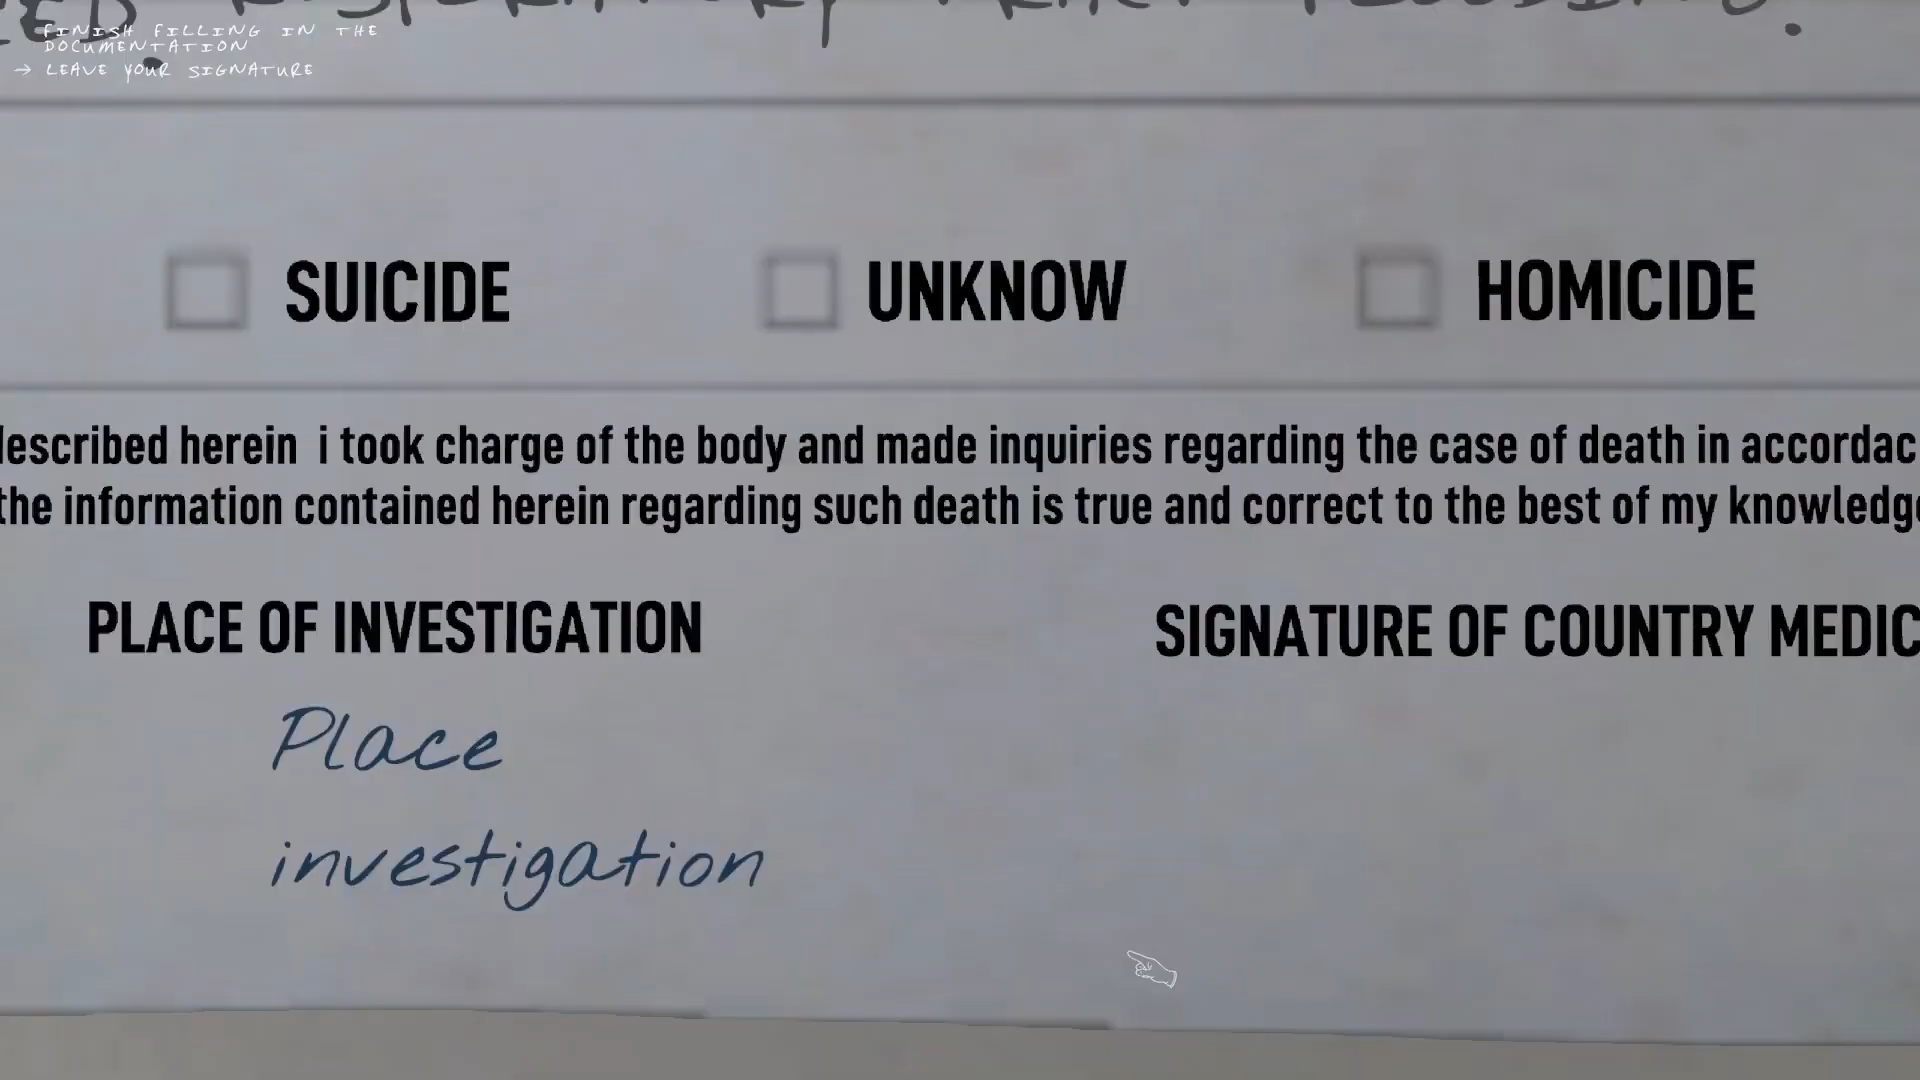 FINISH FILLING IN THE
DOCUMENTATION
→ LEAVE YOUR SIGNATURE
SUICIDE
UNKNOW
HOMICIDE
described herein i took charge of the body and made inquiries regarding the case of death in accordac
the information contained herein regarding such death is true and correct to the best of my knowledge
PLACE OF INVESTIGATION
SIGNATURE OF COUNTRY MEDIC
Place
investigation